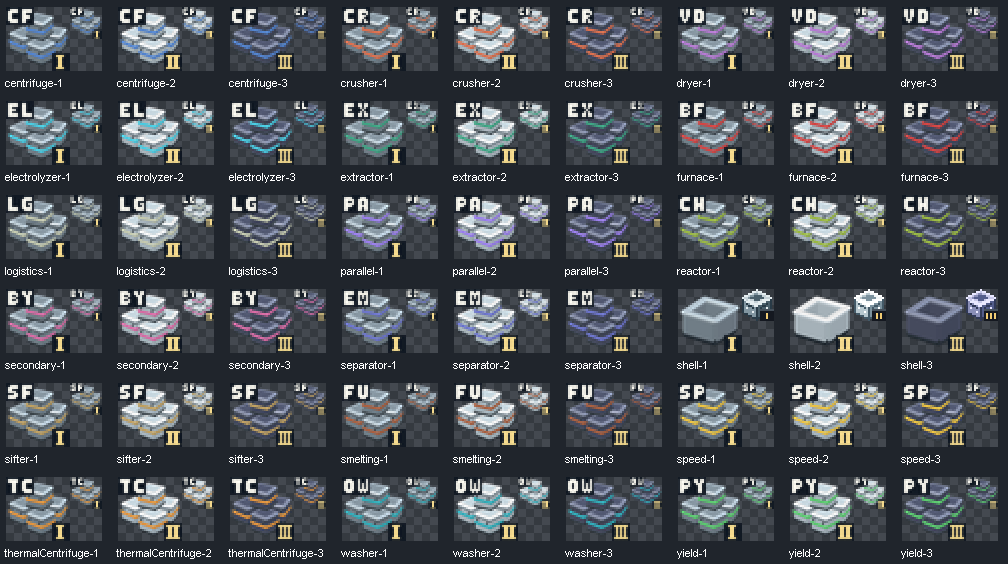 CF I CF II CF III CR I CR II CR III VD I VD II VD III
centrifuge-1 centrifuge-2 centrifuge-3 crusher-1 crusher-2 crusher-3 dryer-1 dryer-2 dryer-3
EL I EL II EL III EX I EX II EX III BF I BF II BF III
electrolyzer-1 electrolyzer-2 electrolyzer-3 extractor-1 extractor-2 extractor-3 furnace-1 furnace-2 furnace-3
LG I LG II LG III PA I PA II PA III CH I CH II CH III
logistics-1 logistics-2 logistics-3 parallel-1 parallel-2 parallel-3 reactor-1 reactor-2 reactor-3
BY I BY II BY III EM I EM II EM III I II III
secondary-1 secondary-2 secondary-3 separator-1 separator-2 separator-3 shell-1 shell-2 shell-3
SF I SF II SF III FU I FU II FU III SP I SP II SP III
sifter-1 sifter-2 sifter-3 smelting-1 smelting-2 smelting-3 speed-1 speed-2 speed-3
TC I TC II TC III OW I OW II OW III PY I PY II PY III
thermalCentrifuge-1 thermalCentrifuge-2 thermalCentrifuge-3 washer-1 washer-2 washer-3 yield-1 yield-2 yield-3